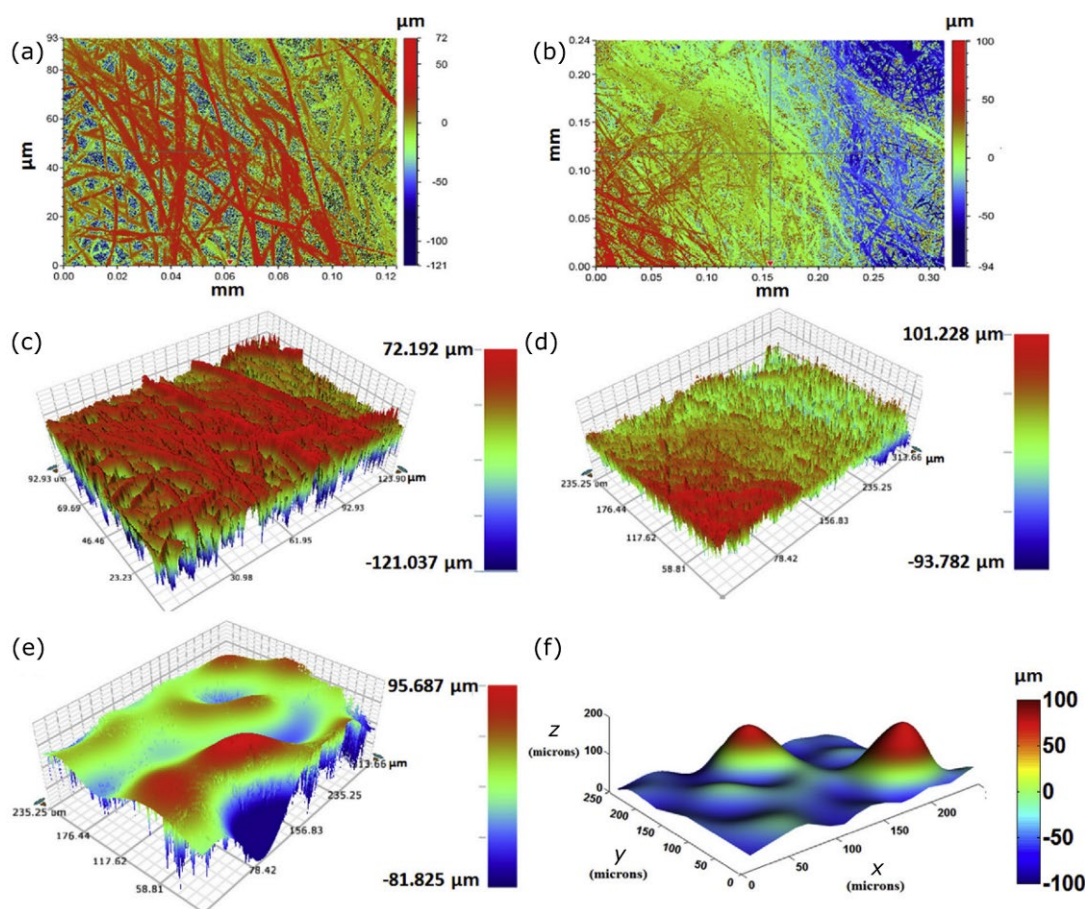 (a)
µm
93
80
60
40
20
0
µm
0.00 0.02 0.04 0.06 0.08 0.10 0.12
mm
72
50
0
-50
-100
-121
(b)
µm
0.24
0.20
0.15
0.10
0.05
0.00
mm
0.00 0.05 0.10 0.15 0.20 0.25 0.30
mm
100
50
0
-50
-94
(c)
72.192 µm
-121.037 µm
92.93 um
69.69
46.46
23.23
30.98
61.95
92.93
123.90 µm
(d)
101.228 µm
-93.782 µm
235.25 um
176.44
117.62
58.81
78.42
156.83
235.25
313.66 µm
(e)
95.687 µm
-81.825 µm
235.25 um
176.44
117.62
58.81
78.42
156.83
235.25
313.66 µm
(f)
µm
100
50
0
-50
-100
z
(microns)
200
100
0
250
200
150
100
50
0
y
(microns)
0
50
100
150
200
x
(microns)